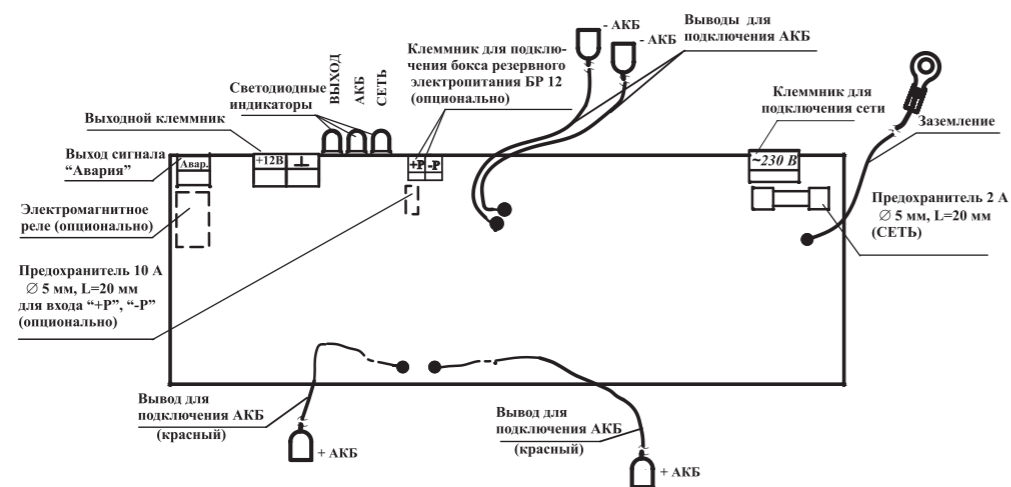 - АКБ
- АКБ
Выводы для
подключения АКБ
Клеммник для подклю-
чения бокса резервного
электропитания БР 12
(опционально)
Светодиодные
индикаторы
ВЫХОД
АКБ
СЕТЬ
Клеммник для
подключения сети
Заземление
Выходной клеммник
Выход сигнала
“Авария”
Авар.
+12В
+Р
-Р
~230 В
Электромагнитное
реле (опционально)
Предохранитель 2 А
∅ 5 мм, L=20 мм
(СЕТЬ)
Предохранитель 10 А
∅ 5 мм, L=20 мм
для входа “+Р”, “-Р”
(опционально)
Вывод для
подключения АКБ
(красный)
+ АКБ
Вывод для
подключения АКБ
(красный)
+ АКБ